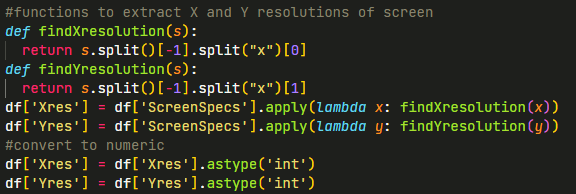 #functions to extract X and Y resolutions of screen
def findXresolution(s):
  return s.split()[-1].split("x")[0]
def findYresolution(s):
  return s.split()[-1].split("x")[1]
df['Xres'] = df['ScreenSpecs'].apply(lambda x: findXresolution(x))
df['Yres'] = df['ScreenSpecs'].apply(lambda y: findYresolution(y))
#convert to numeric
df['Xres'] = df['Xres'].astype('int')
df['Yres'] = df['Yres'].astype('int')